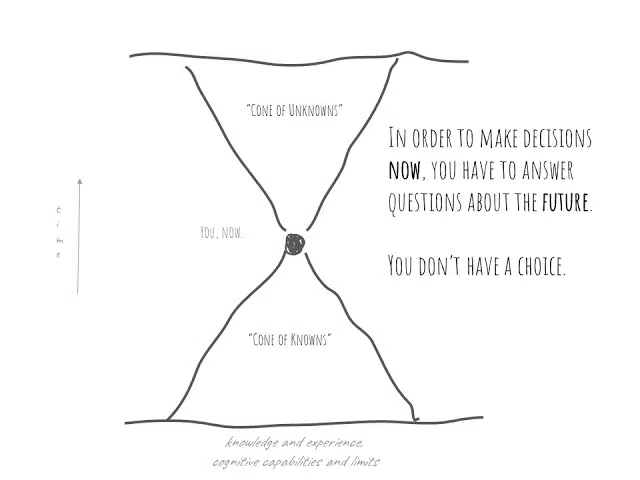 "Cone of Unknowns"
In order to make decisions
now, you have to answer
questions about the future.
time
You, now.
You don't have a choice.
"Cone of Knowns"
knowledge and experience,
cognitive capabilities and limits